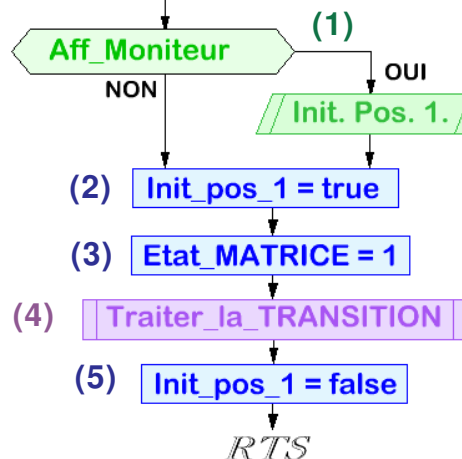 (1)
Aff_Moniteur
OUI
NON
Init. Pos. 1.
(2) Init_pos_1 = true
(3) Etat_MATRICE = 1
(4) Traiter_la_TRANSITION
(5) Init_pos_1 = false
RTS